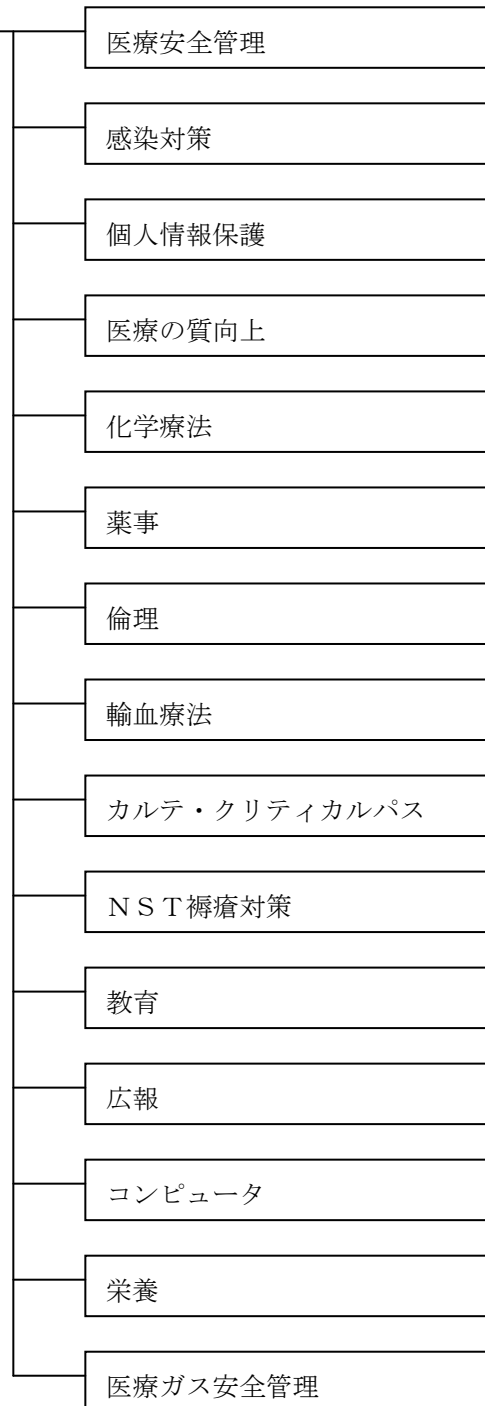 医療安全管理
感染対策
個人情報保護
医療の質向上
化学療法
薬事
倫理
輸血療法
カルテ・クリティカルパス
ＮＳＴ褥瘡対策
教育
広報
コンピュータ
栄養
医療ガス安全管理